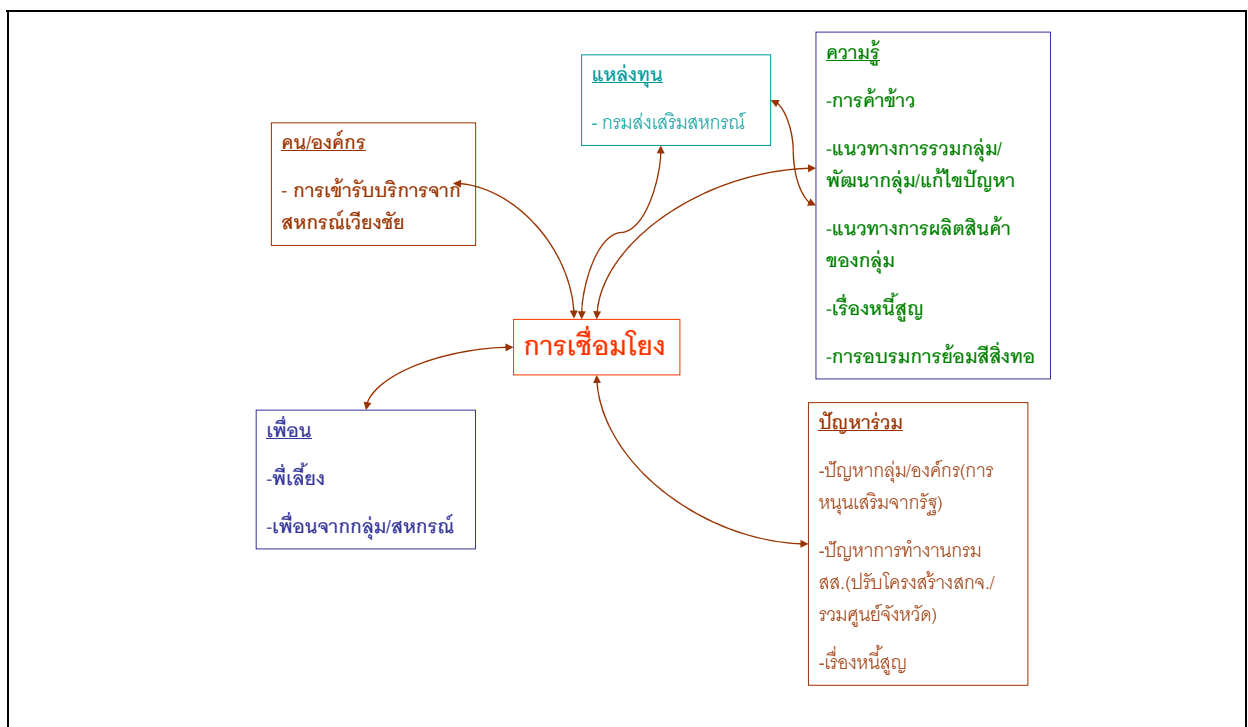 คน/องค์กร
- การเข้ารับบริการจาก
สหกรณ์เวียงชัย
แหล่งทุน
- กรมส่งเสริมสหกรณ์
ความรู้
-การค้าข้าว
-แนวทางการรวมกลุ่ม/
พัฒนากลุ่ม/แก้ไขปัญหา
-แนวทางการผลิตสินค้า
ของกลุ่ม
-เรื่องหนี้สูญ
-การอบรมการย้อมสีสิ่งทอ
การเชื่อมโยง
เพื่อน
-พี่เลี้ยง
-เพื่อนจากกลุ่ม/สหกรณ์
ปัญหาร่วม
-ปัญหากลุ่ม/องค์กร(การ
หนุนเสริมจากรัฐ)
-ปัญหาการทำงานกรม
สส.(ปรับโครงสร้างสกจ./
รวมศูนย์จังหวัด)
-เรื่องหนี้สูญ